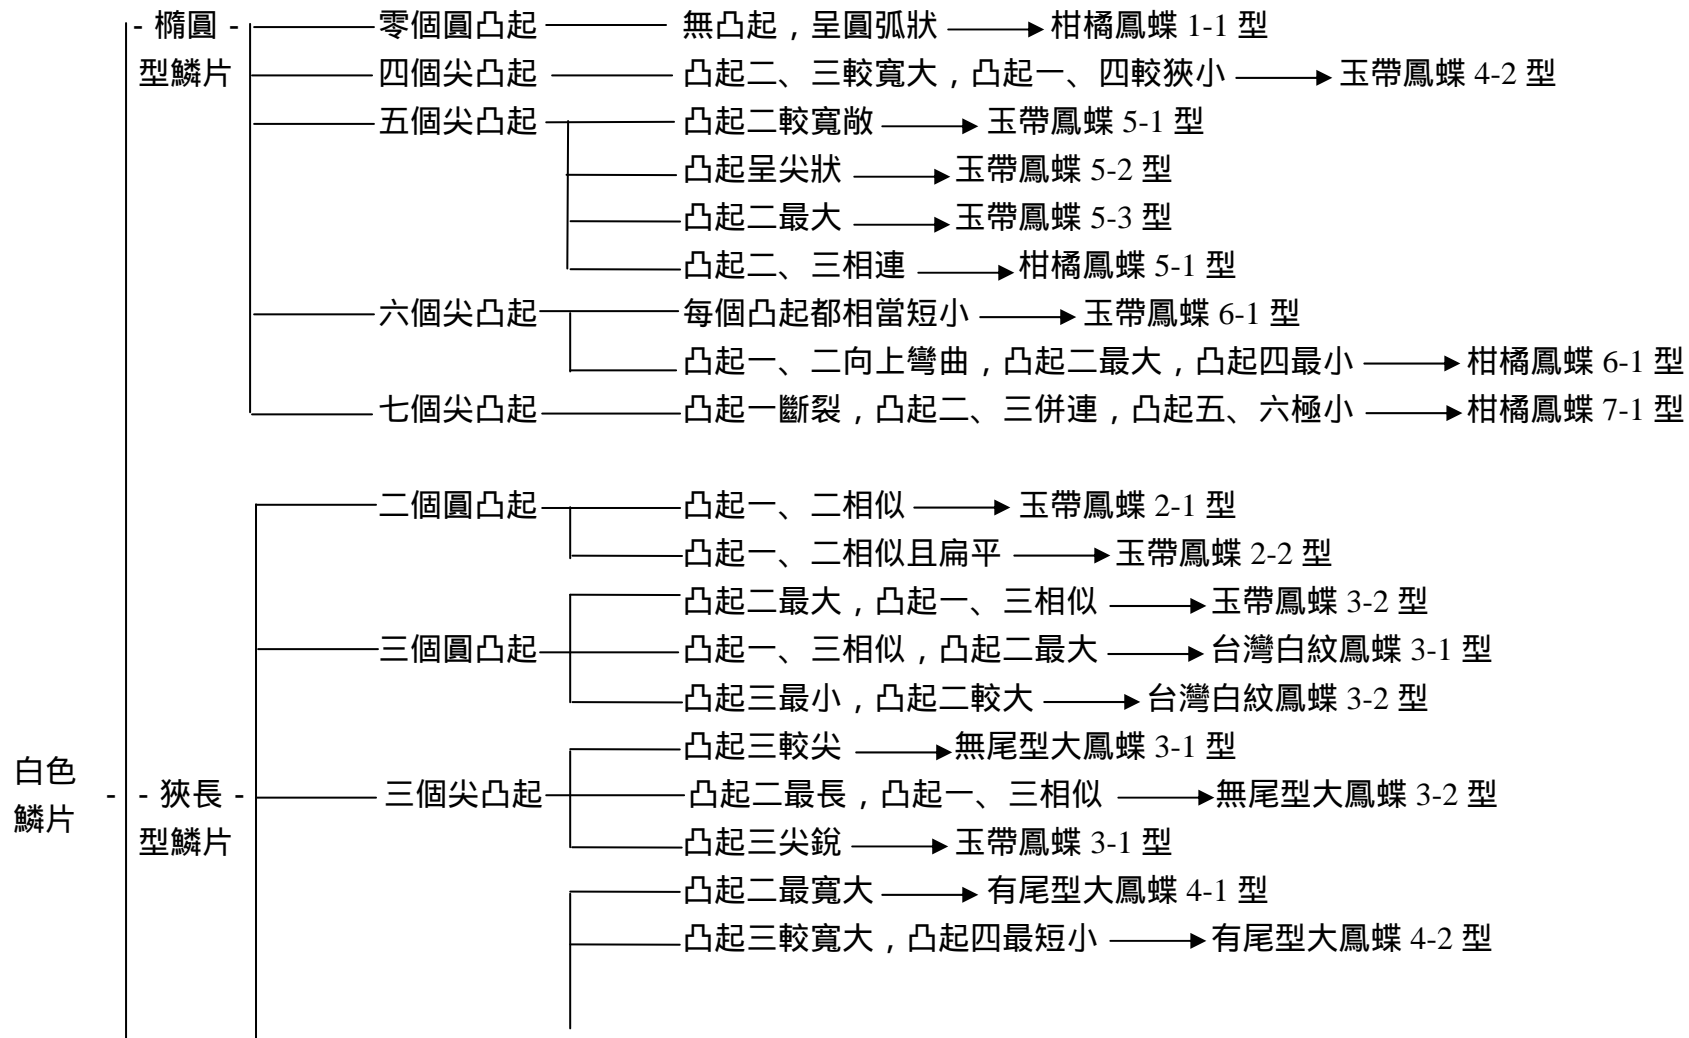 - 橢圓 - 零個圓凸起 無凸起，呈圓弧狀 柑橘鳳蝶 1-1 型
型鱗片 四個尖凸起 凸起二、三較寬大，凸起一、四較狹小 玉帶鳳蝶 4-2 型
五個尖凸起 凸起二較寬敞 玉帶鳳蝶 5-1 型
凸起呈尖狀 玉帶鳳蝶 5-2 型
凸起二最大 玉帶鳳蝶 5-3 型
凸起二、三相連 柑橘鳳蝶 5-1 型
六個尖凸起 每個凸起都相當短小 玉帶鳳蝶 6-1 型
凸起一、二向上彎曲，凸起二最大，凸起四最小 柑橘鳳蝶 6-1 型
七個尖凸起 凸起一斷裂，凸起二、三併連，凸起五、六極小 柑橘鳳蝶 7-1 型
二個圓凸起 凸起一、二相似 玉帶鳳蝶 2-1 型
凸起一、二相似且扁平 玉帶鳳蝶 2-2 型
凸起二最大，凸起一、三相似 玉帶鳳蝶 3-2 型
三個圓凸起 凸起一、三相似，凸起二最大 台灣白紋鳳蝶 3-1 型
凸起三最小，凸起二較大 台灣白紋鳳蝶 3-2 型
凸起三較尖 無尾型大鳳蝶 3-1 型
白色
鱗片 - - 狹長 - 三個尖凸起 凸起二最長，凸起一、三相似 無尾型大鳳蝶 3-2 型
型鱗片 凸起三尖銳 玉帶鳳蝶 3-1 型
凸起二最寬大 有尾型大鳳蝶 4-1 型
凸起三較寬大，凸起四最短小 有尾型大鳳蝶 4-2 型